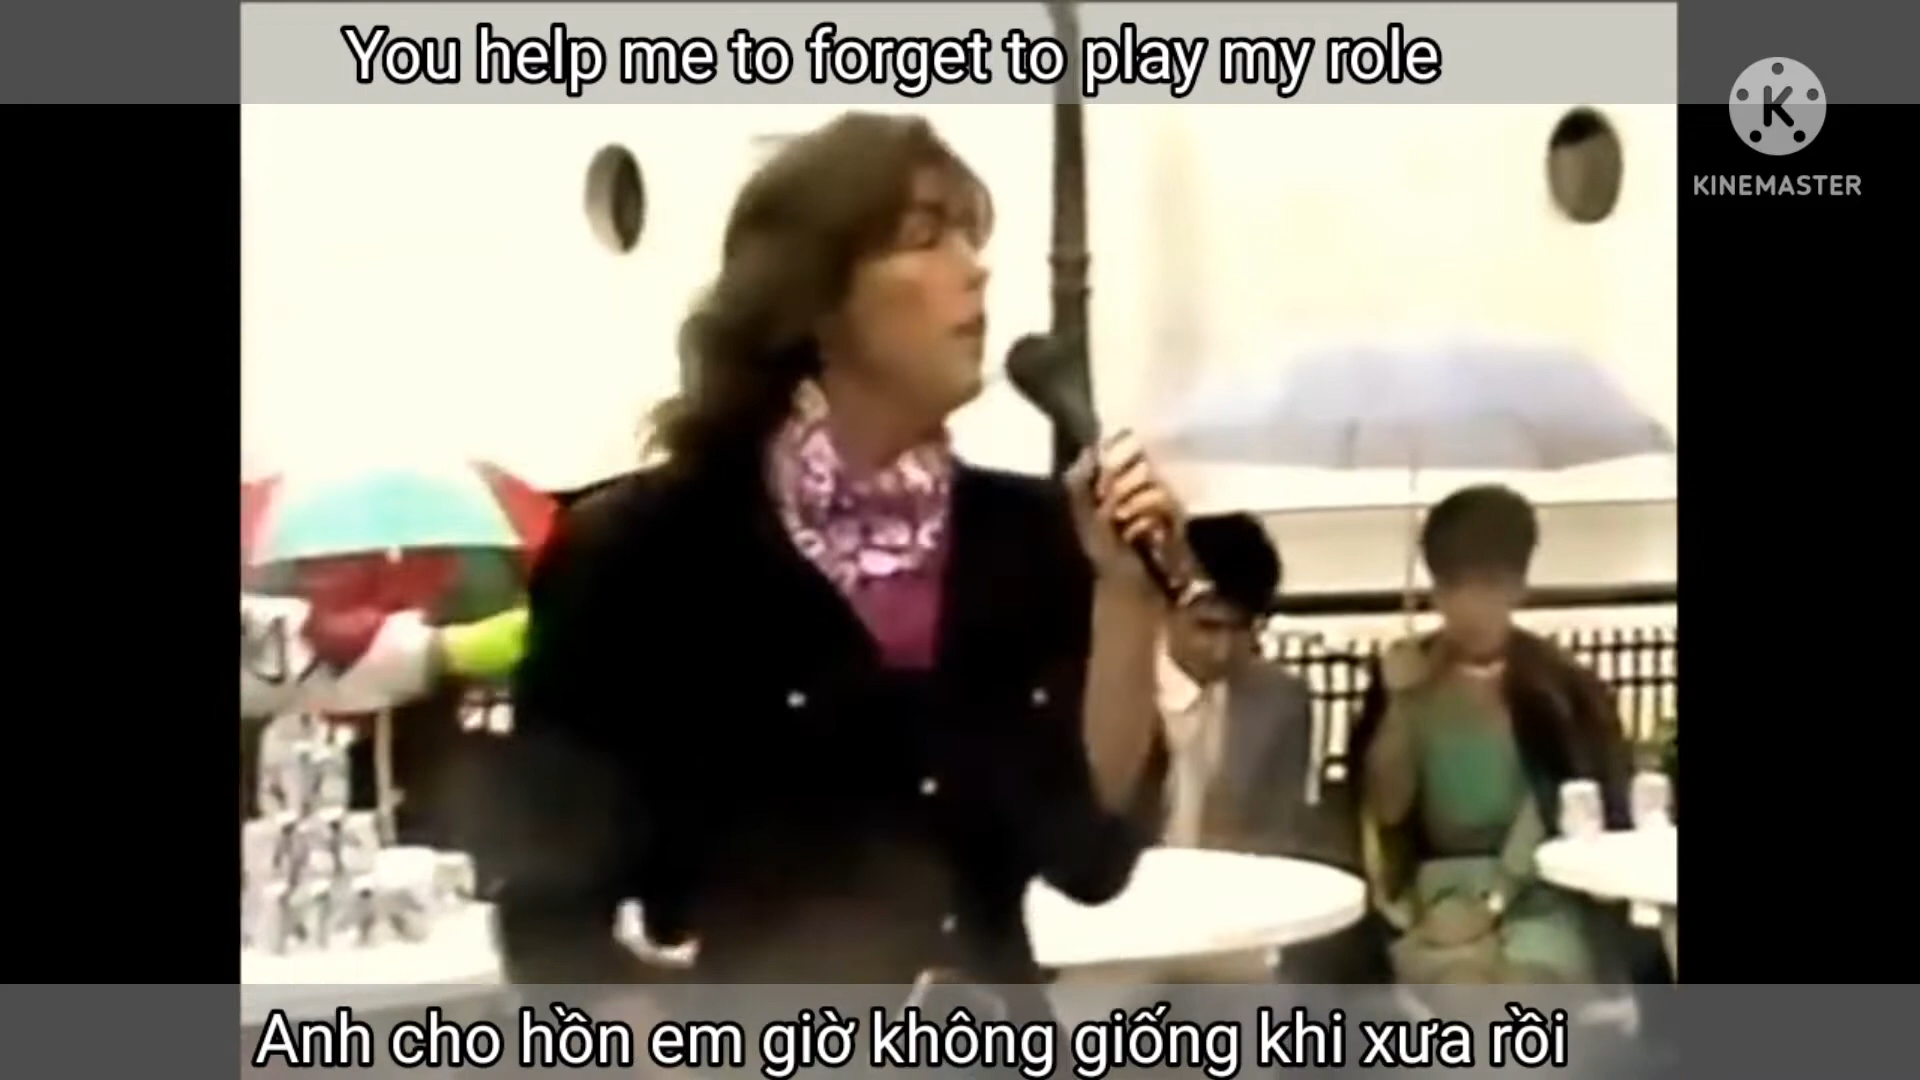 You help me to forget to play my role
K
KINEMASTER
Anh cho hồn em giờ không giống khi xưa rồi